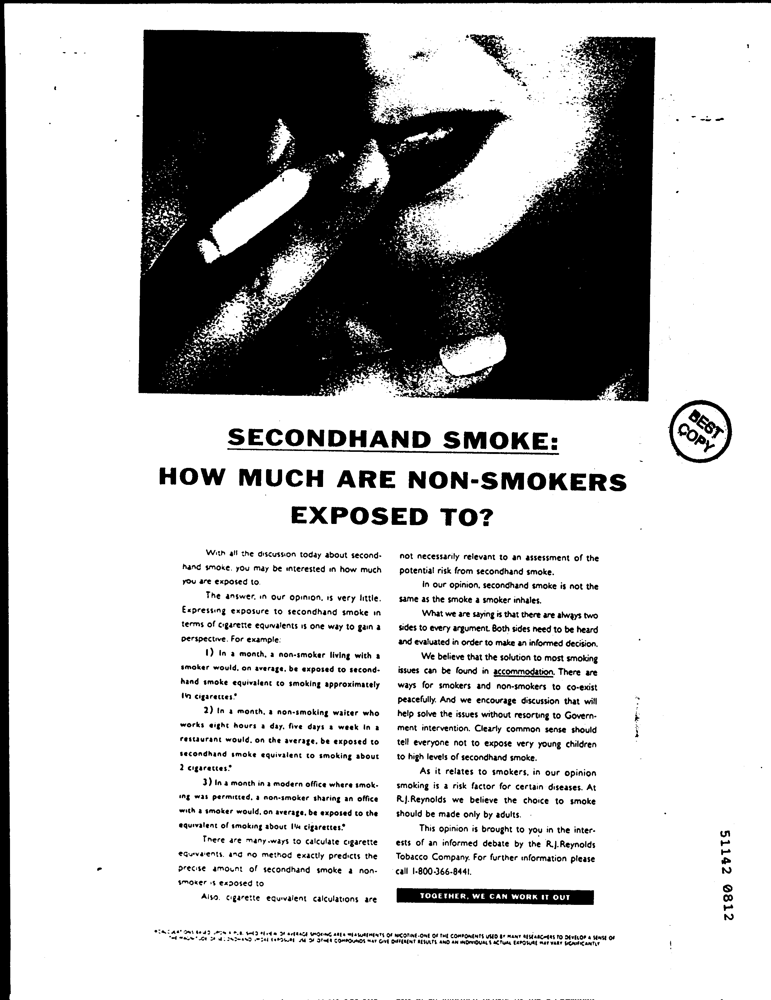 SECONDHAND SMOKE:
HOW MUCH ARE NON-SMOKERS
EXPOSED TO?
BEST
COPY
With all the discussion today about second-
hand smoke, you may be interested in how much
you are exposed to.
The answer, in our opinion, is very little.
Expressing exposure to secondhand smoke in
terms of cigarette equivalents is one way to gain a
perspective. For example:
1) In a month, a non-smoker living with a
smoker would, on average, be exposed to second-
hand smoke equivalent to smoking approximately
cigarettes.*
2) In a month, a non-smoking waiter who
works eight hours a day, five days a week in a
restaurant would, on the average, be exposed to
secondhand smoke equivalent to smoking about
2 cigarettes.*
3) In a month in a modern office where smok-
ing was permitted, a non-smoker sharing an office
with a smoker would, on average, be exposed to the
equivalent of smoking about 1¼ cigarettes.*
There are many ways to calculate cigarette
equivalents, and no method exactly predicts the
precise amount of secondhand smoke a non-
smoker is exposed to.
Also, cigarette equivalent calculations are
not necessarily relevant to an assessment of the
potential risk from secondhand smoke.
In our opinion, secondhand smoke is not the
same as the smoke a smoker inhales.
What we are saying is that there are always two
sides to every argument. Both sides need to be heard
and evaluated in order to make an informed decision.
We believe that the solution to most smoking
issues can be found in accommodation. There are
ways for smokers and non-smokers to co-exist
peacefully. And we encourage discussion that will
help solve the issues without resorting to Govern-
ment intervention. Clearly common sense should
tell everyone not to expose very young children
to high levels of secondhand smoke.
As it relates to smokers, in our opinion
smoking is a risk factor for certain diseases. At
R.J.Reynolds we believe the choice to smoke
should be made only by adults.
This opinion is brought to you in the inter-
ests of an informed debate by the R.J.Reynolds
Tobacco Company. For further information please
call 1-800-366-8441.
TOGETHER, WE CAN WORK IT OUT
*CALCULATIONS BASED UPON A PUBLISHED REVIEW OF AVERAGE SMOKING AREA MEASUREMENTS OF NICOTINE-ONE OF THE COMPONENTS USED BY MANY RESEARCHERS TO DEVELOP A SENSE OF
THE MAGNITUDE OF SECONDHAND SMOKE EXPOSURE. USE OF OTHER COMPOUNDS MAY GIVE DIFFERENT RESULTS AND AN INDIVIDUAL'S ACTUAL EXPOSURE MAY VARY SIGNIFICANTLY
51142 0812